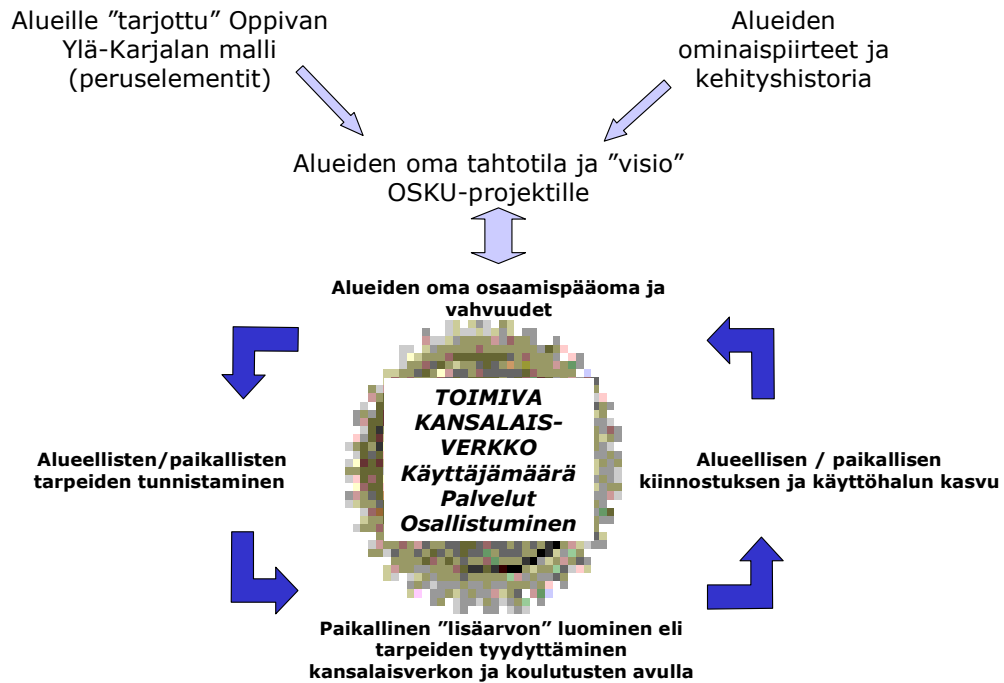 Alueille ”tarjottu” Oppivan
Ylä-Karjalan malli
(peruselementit)
Alueiden
ominaispiirteet ja
kehityshistoria
Alueiden oma tahtotila ja ”visio”
OSKU-projektille
Alueiden oma osaamispääoma ja
vahvuudet
TOIMIVA
KANSALAIS-
VERKKO
Käyttäjämäärä
Palvelut
Osallistuminen
Alueellisten/paikallisten
tarpeiden tunnistaminen
Alueellisen / paikallisen
kiinnostuksen ja käyttöhalun kasvu
Paikallinen ”lisäarvon” luominen eli
tarpeiden tyydyttäminen
kansalaisverkon ja koulutusten avulla